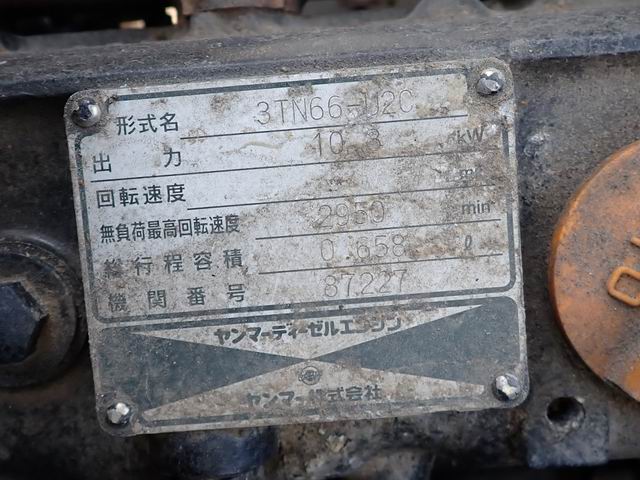 形式名 3TN66-U2C
出力 10.3 kW
回転速度 min
無負荷最高回転速度 2950 min
総行程容積 0.658 ℓ
機関番号 37227
ヤンマーディーゼルエンジン
ヤンマー株式会社